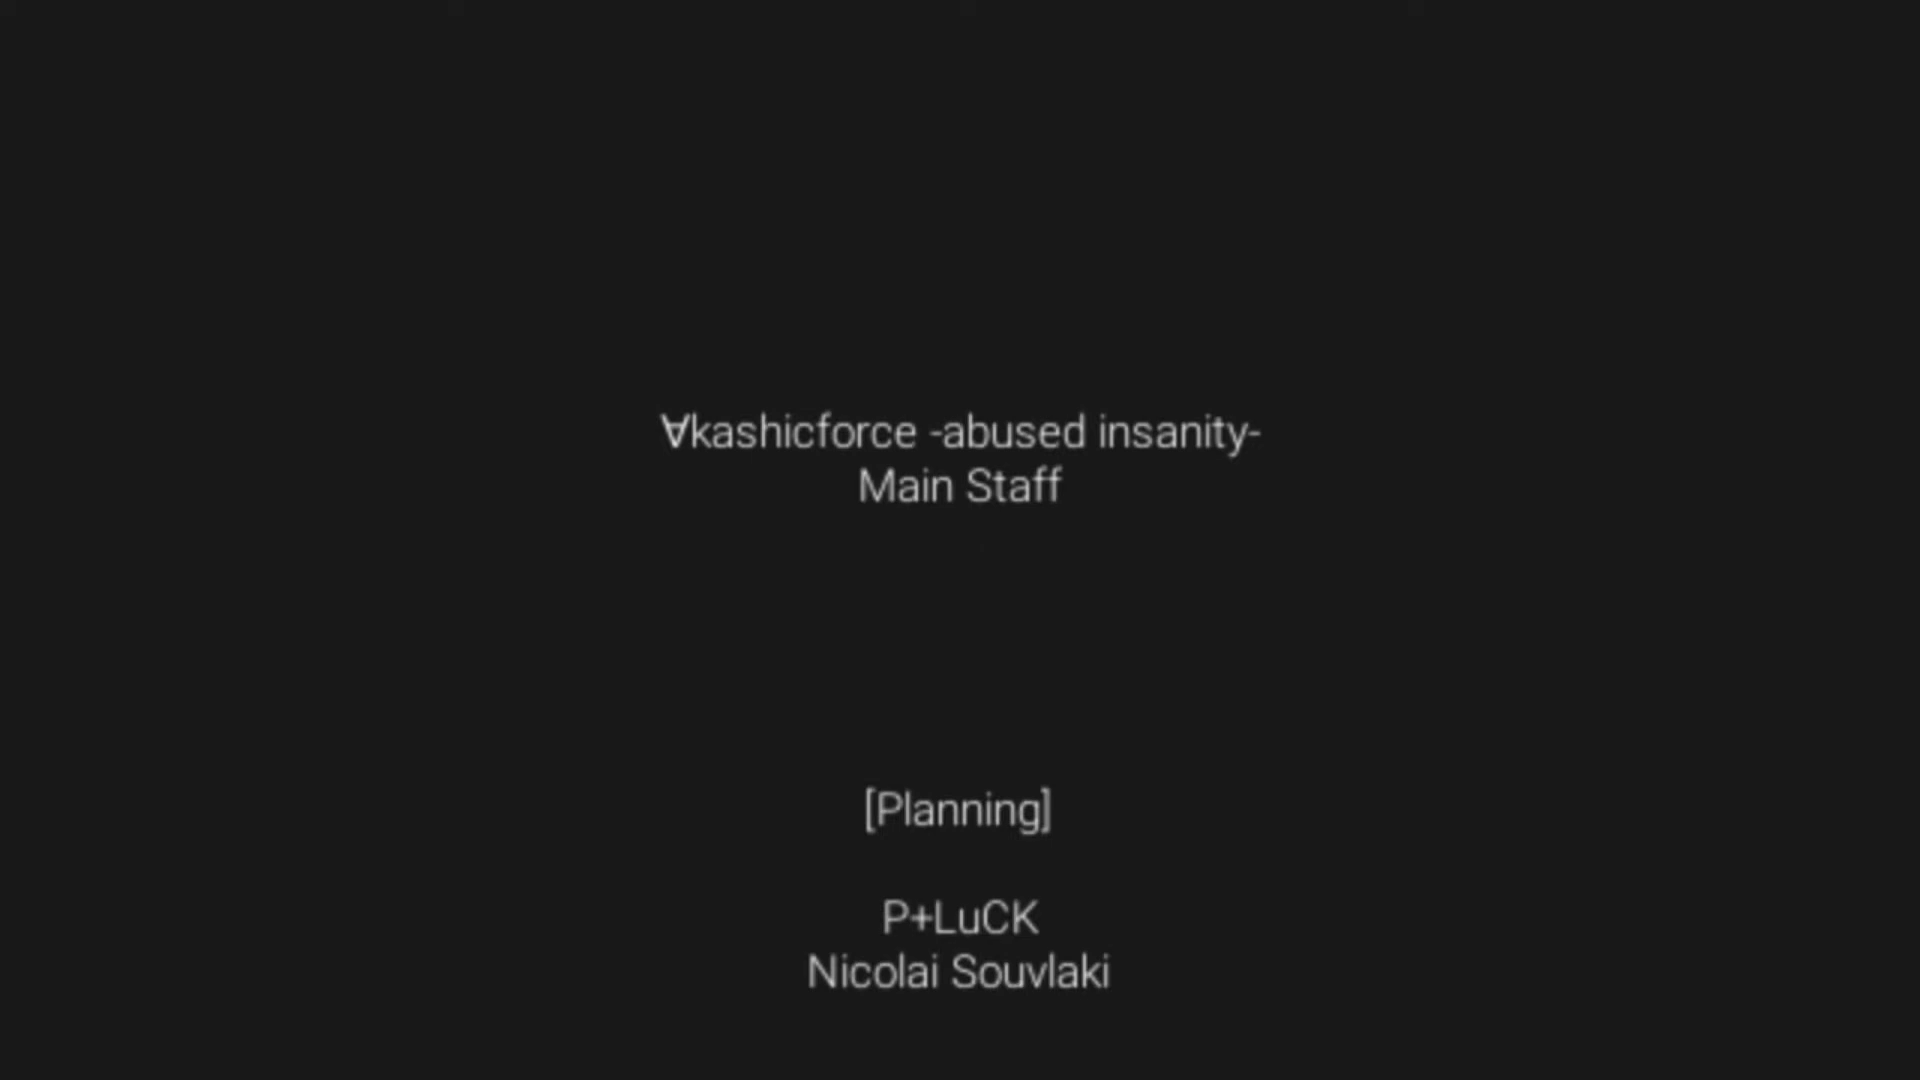 ∀kashicforce -abused insanity-
Main Staff
[Planning]
P+LuCK
Nicolai Souvlaki